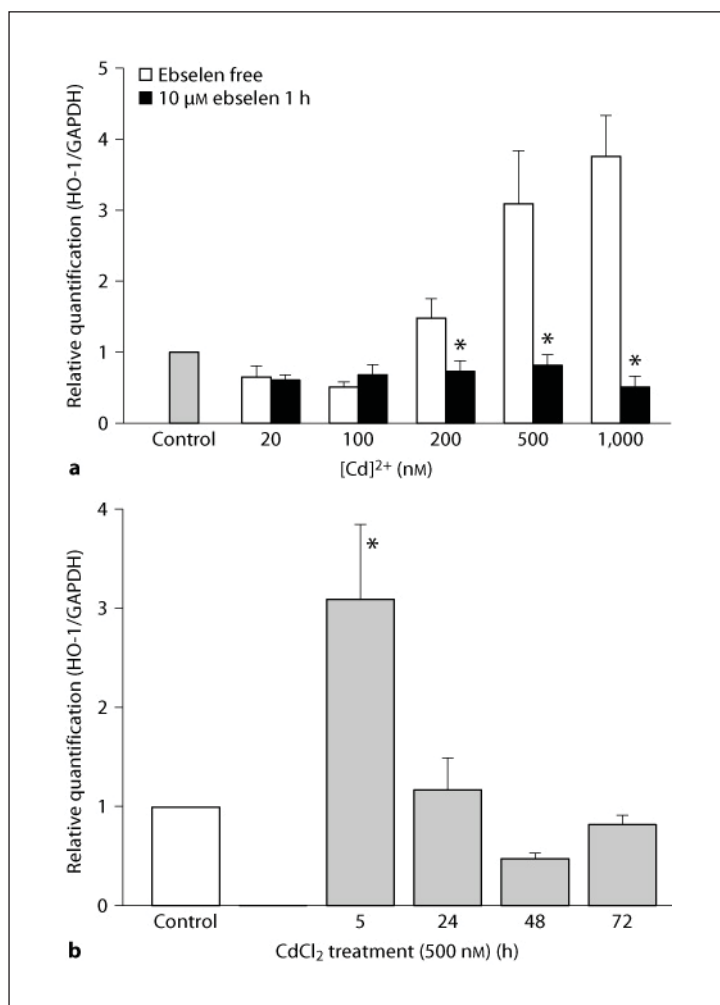 5
Ebselen free
10 µM ebselen 1 h
4
3
2
1
0
Relative quantification (HO-1/GAPDH)
*
*
*
Control
20
100
200
500
1,000
a
[Cd]²⁺ (nM)
4
3
2
1
0
Relative quantification (HO-1/GAPDH)
*
Control
5
24
48
72
b
CdCl₂ treatment (500 nM) (h)